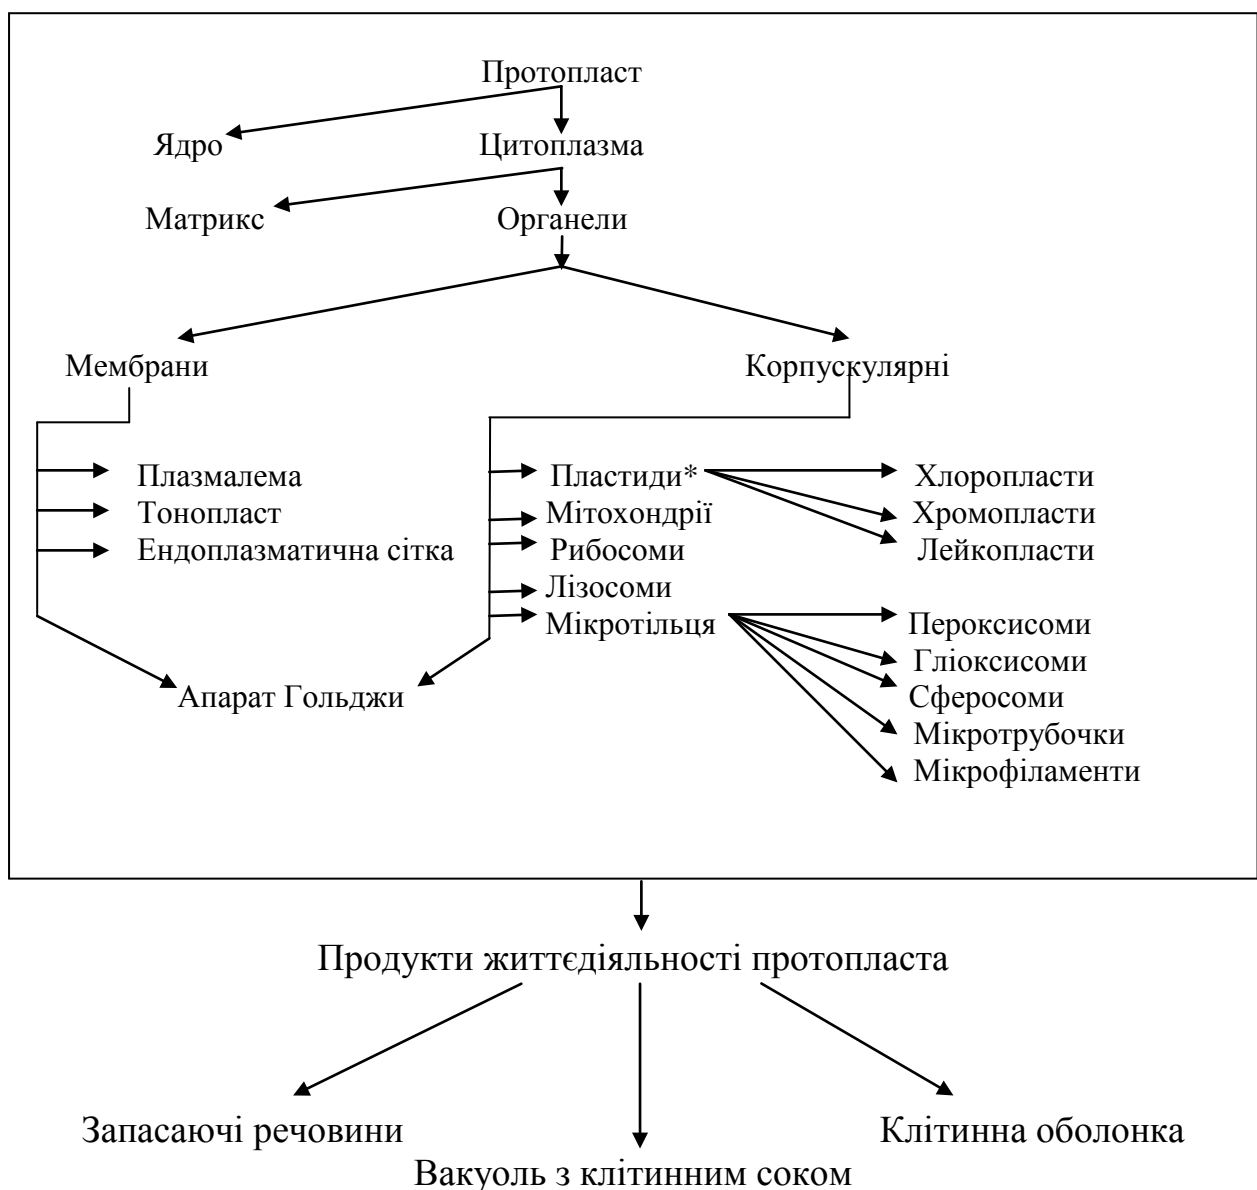 Протопласт
Ядро
Цитоплазма
Матрикс
Органели
Мембрани
Корпускулярні
Плазмалема
Тонопласт
Ендоплазматична сітка
Пластиди*
Мітохондрії
Рибосоми
Лізосоми
Мікротільця
Хлоропласти
Хромопласти
Лейкопласти
Пероксисоми
Гліоксисоми
Сферосоми
Мікротрубочки
Мікрофіламенти
Апарат Гольджи
Продукти життєдіяльності протопласта
Запасаючі речовини
Клітинна оболонка
Вакуоль з клітинним соком